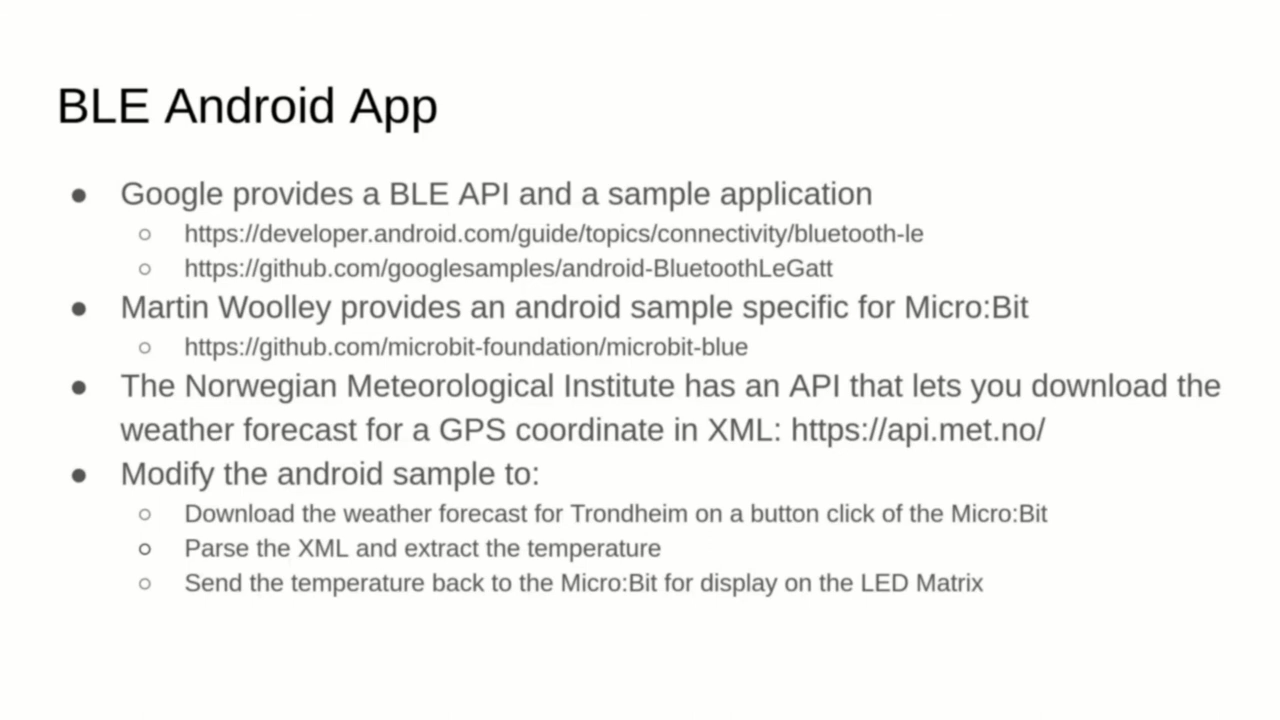 BLE Android App
● Google provides a BLE API and a sample application
○ https://developer.android.com/guide/topics/connectivity/bluetooth-le
○ https://github.com/googlesamples/android-BluetoothLeGatt
● Martin Woolley provides an android sample specific for Micro:Bit
○ https://github.com/microbit-foundation/microbit-blue
● The Norwegian Meteorological Institute has an API that lets you download the
weather forecast for a GPS coordinate in XML: https://api.met.no/
● Modify the android sample to:
○ Download the weather forecast for Trondheim on a button click of the Micro:Bit
○ Parse the XML and extract the temperature
○ Send the temperature back to the Micro:Bit for display on the LED Matrix